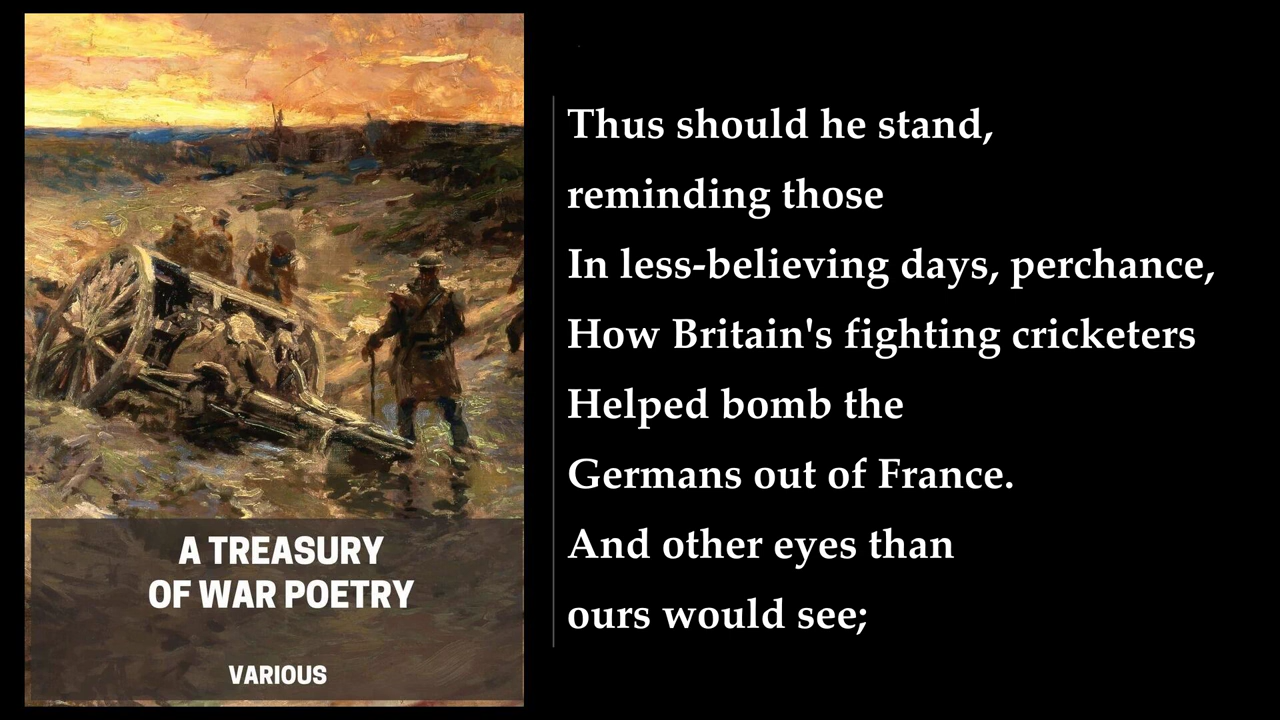 A TREASURY
OF WAR POETRY
VARIOUS
Thus should he stand,
reminding those
In less-believing days, perchance,
How Britain's fighting cricketers
Helped bomb the
Germans out of France.
And other eyes than
ours would see;